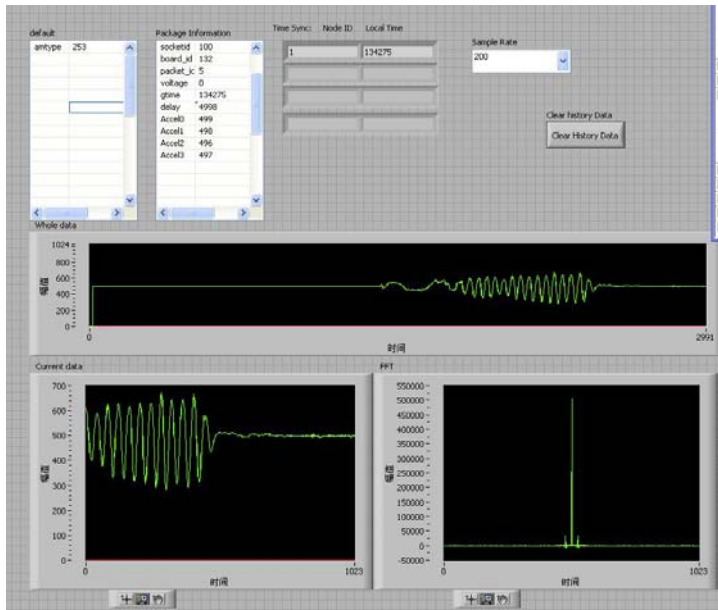 default
amtype 253
Package Information
socketid 100
board_id 132
packet_ic 5
voltage 0
gtime 134275
delay 4998
Accel0 499
Accel1 498
Accel2 496
Accel3 497
Time Sync: Node ID Local Time
1 134275
Sample Rate
200
Clear history Data
Clear History Data
Whole data
1024
800
600
400
200
0
幅值
0
2991
时间
Current data
700
600
500
400
300
200
100
0
幅值
0
1023
时间
FFT
550000
500000
450000
400000
350000
300000
250000
200000
150000
100000
50000
0
-50000
幅值
0
1023
时间